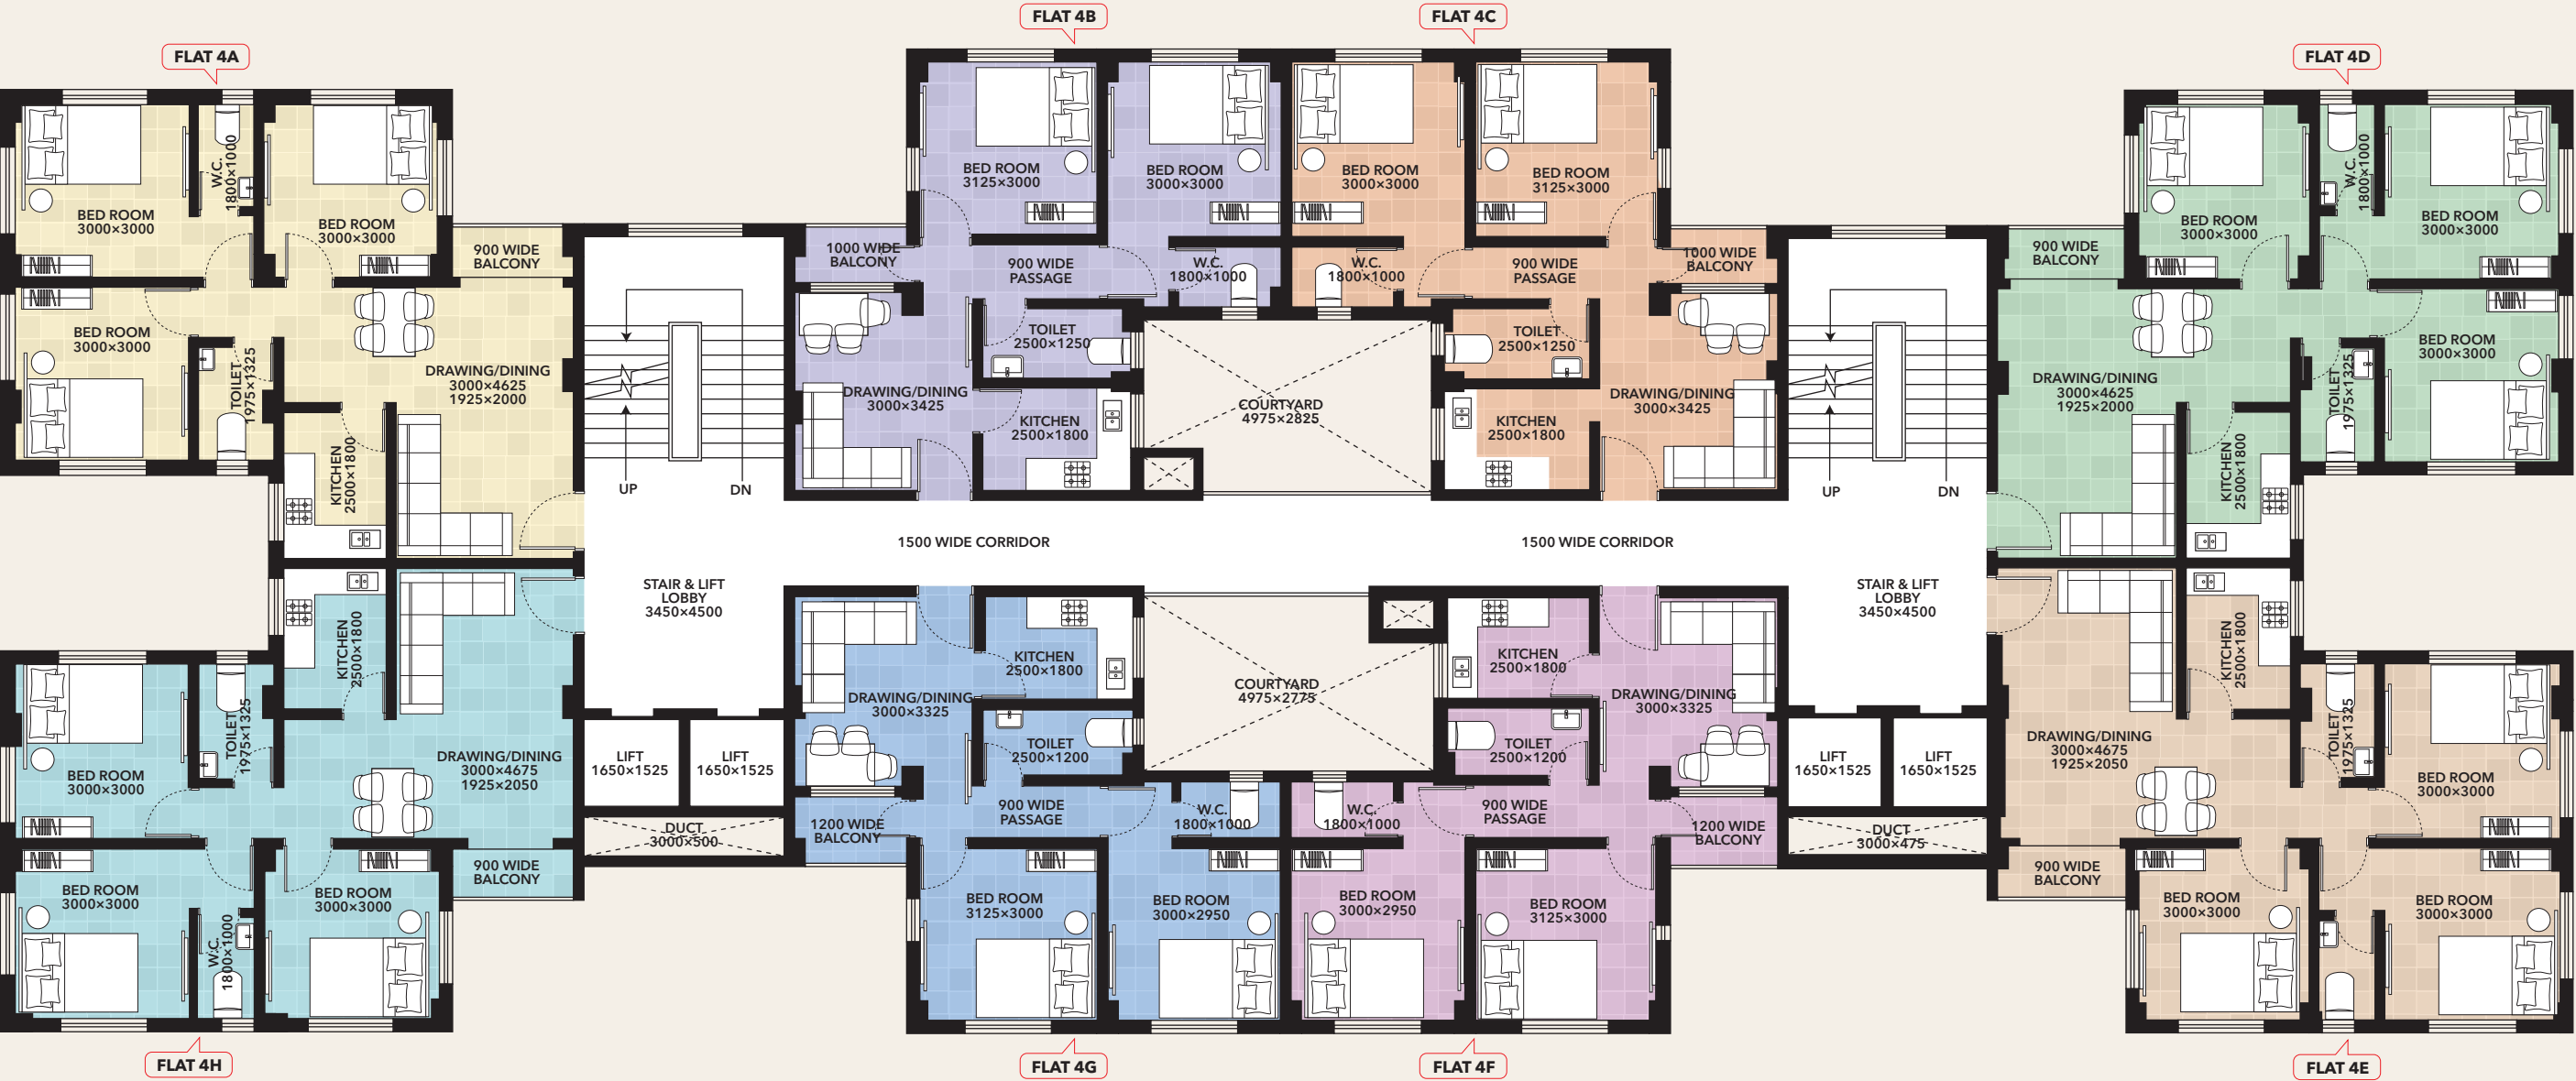 FLAT 4A
FLAT 4B
FLAT 4C
FLAT 4D
BED ROOM
3000×3000
W.C.
1800×1000
BED ROOM
3000×3000
900 WIDE
BALCONY
BED ROOM
3000×3000
TOILET
1975×1325
DRAWING/DINING
3000×4625
1925×2000
KITCHEN
2500×1800
UP
DN
BED ROOM
3125×3000
BED ROOM
3000×3000
1000 WIDE
BALCONY
900 WIDE
PASSAGE
W.C.
1800×1000
TOILET
2500×1250
DRAWING/DINING
3000×3425
KITCHEN
2500×1800
COURTYARD
4975×2825
BED ROOM
3000×3000
BED ROOM
3125×3000
W.C.
1800×1000
900 WIDE
PASSAGE
1000 WIDE
BALCONY
TOILET
2500×1250
DRAWING/DINING
3000×3425
KITCHEN
2500×1800
UP
DN
BED ROOM
3000×3000
W.C.
1800×1000
BED ROOM
3000×3000
900 WIDE
BALCONY
DRAWING/DINING
3000×4625
1925×2000
TOILET
1975×1325
BED ROOM
3000×3000
KITCHEN
2500×1800
1500 WIDE CORRIDOR
1500 WIDE CORRIDOR
STAIR & LIFT
LOBBY
3450×4500
STAIR & LIFT
LOBBY
3450×4500
KITCHEN
2500×1800
BED ROOM
3000×3000
TOILET
1975×1325
DRAWING/DINING
3000×4675
1925×2050
LIFT
1650×1525
LIFT
1650×1525
DUCT
3000×500
900 WIDE
BALCONY
BED ROOM
3000×3000
W.C.
1800×1000
BED ROOM
3000×3000
KITCHEN
2500×1800
DRAWING/DINING
3000×3325
TOILET
2500×1200
1200 WIDE
BALCONY
900 WIDE
PASSAGE
W.C.
1800×1000
BED ROOM
3125×3000
BED ROOM
3000×2950
COURTYARD
4975×2775
KITCHEN
2500×1800
DRAWING/DINING
3000×3325
TOILET
2500×1200
W.C.
1800×1000
900 WIDE
PASSAGE
1200 WIDE
BALCONY
BED ROOM
3000×2950
BED ROOM
3125×3000
LIFT
1650×1525
LIFT
1650×1525
DUCT
3000×475
KITCHEN
2500×1800
DRAWING/DINING
3000×4675
1925×2050
TOILET
1975×1325
BED ROOM
3000×3000
900 WIDE
BALCONY
BED ROOM
3000×3000
BED ROOM
3000×3000
FLAT 4H
FLAT 4G
FLAT 4F
FLAT 4E